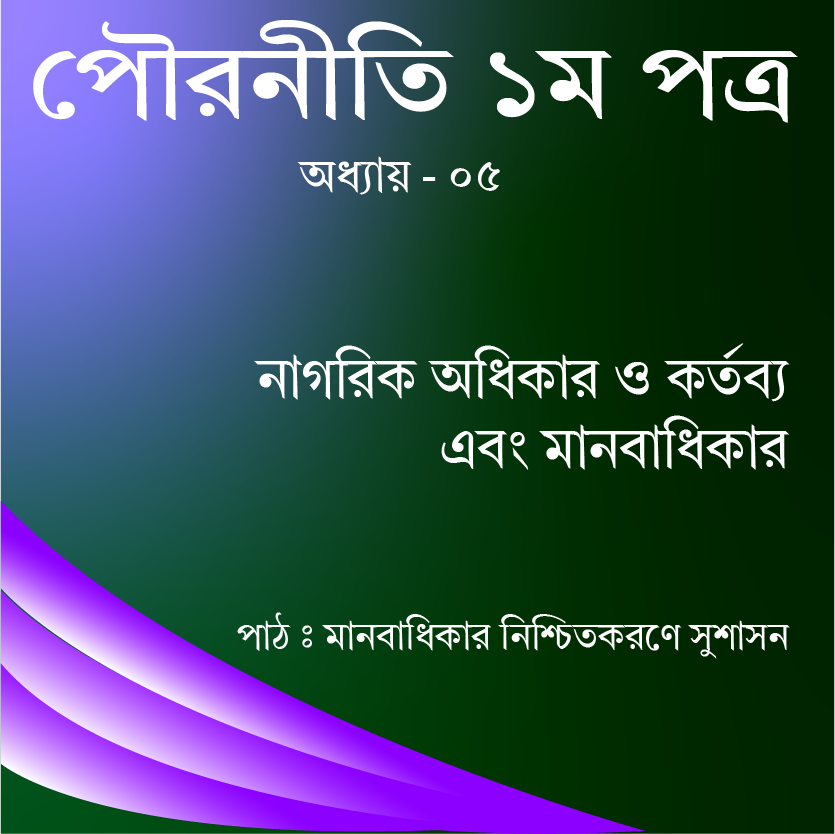 পৌরনীতি ১ম পত্র
অধ্যায় - ০৫
নাগরিক অধিকার ও কর্তব্য
এবং মানবাধিকার
পাঠ ঃ মানবাধিকার নিশ্চিতকরণে সুশাসন